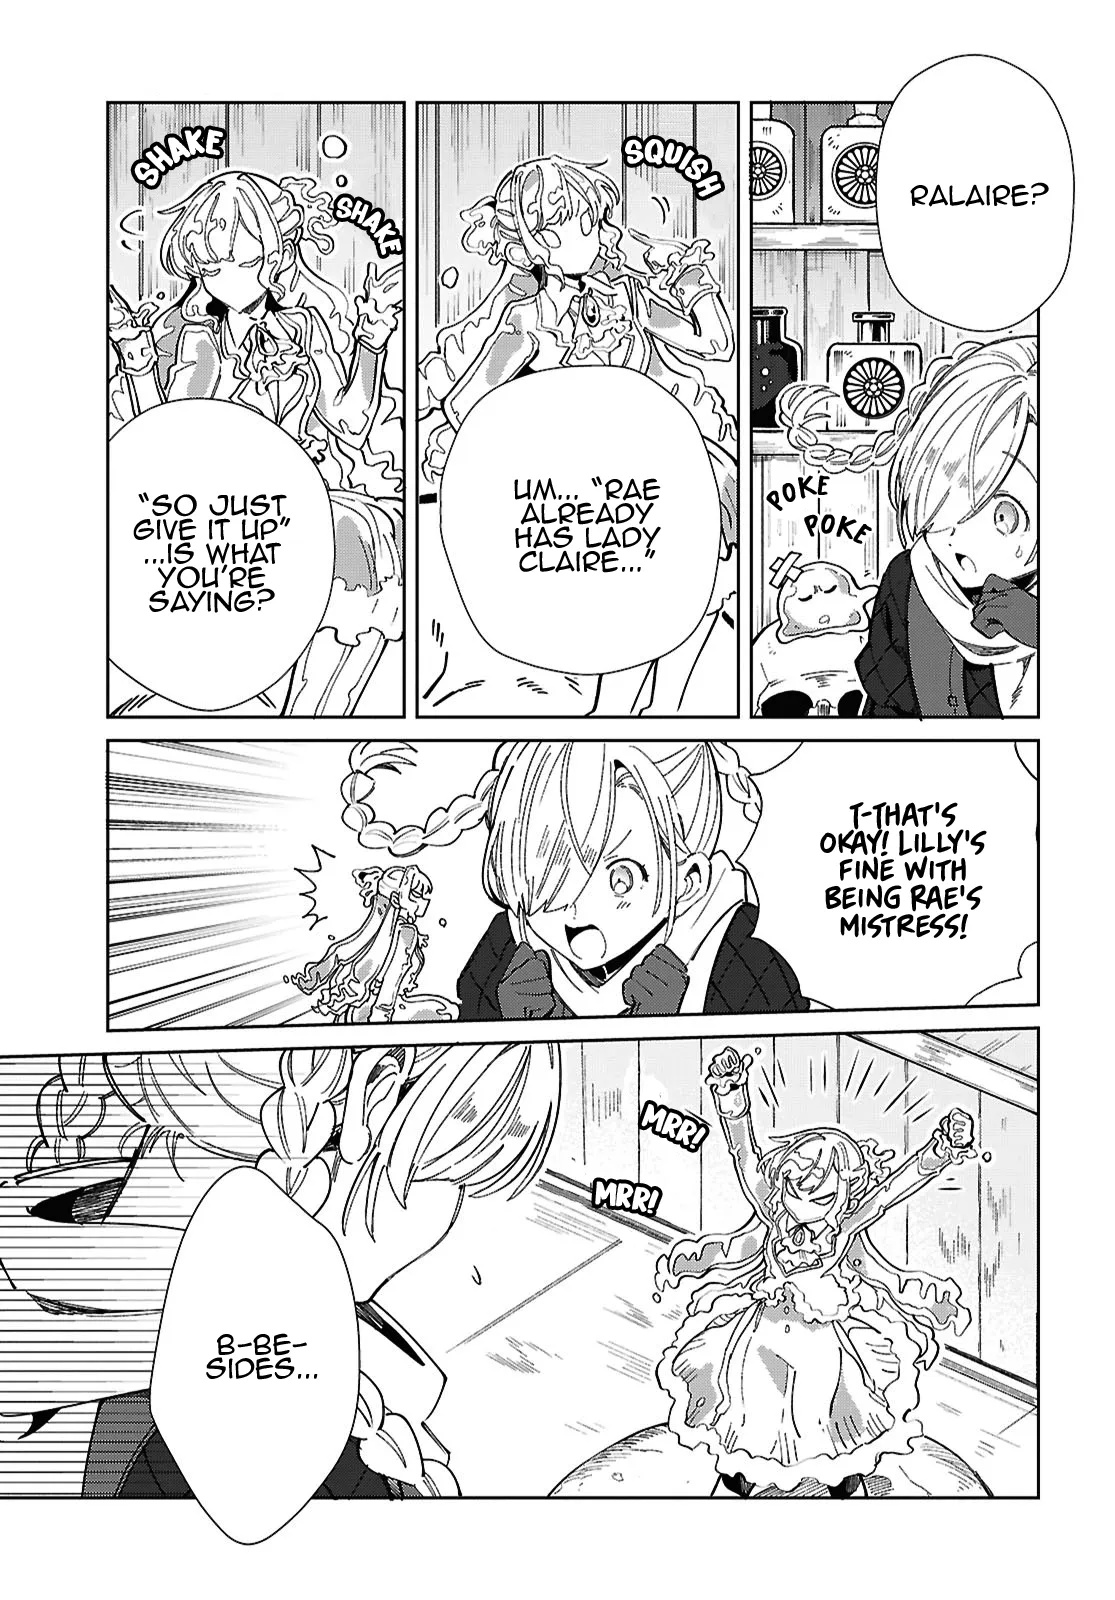 RALAIRE?
POKE
POKE
SQUISH
UM... "RAE
ALREADY
HAS LADY
CLAIRE..."
SHAKE
SHAKE
"SO JUST
GIVE IT UP"
...IS WHAT
YOU'RE
SAYING?
T-THAT'S
OKAY! LILLY'S
FINE WITH
BEING RAE'S
MISTRESS!
MRR!
MRR!
B-BE-
SIDES...